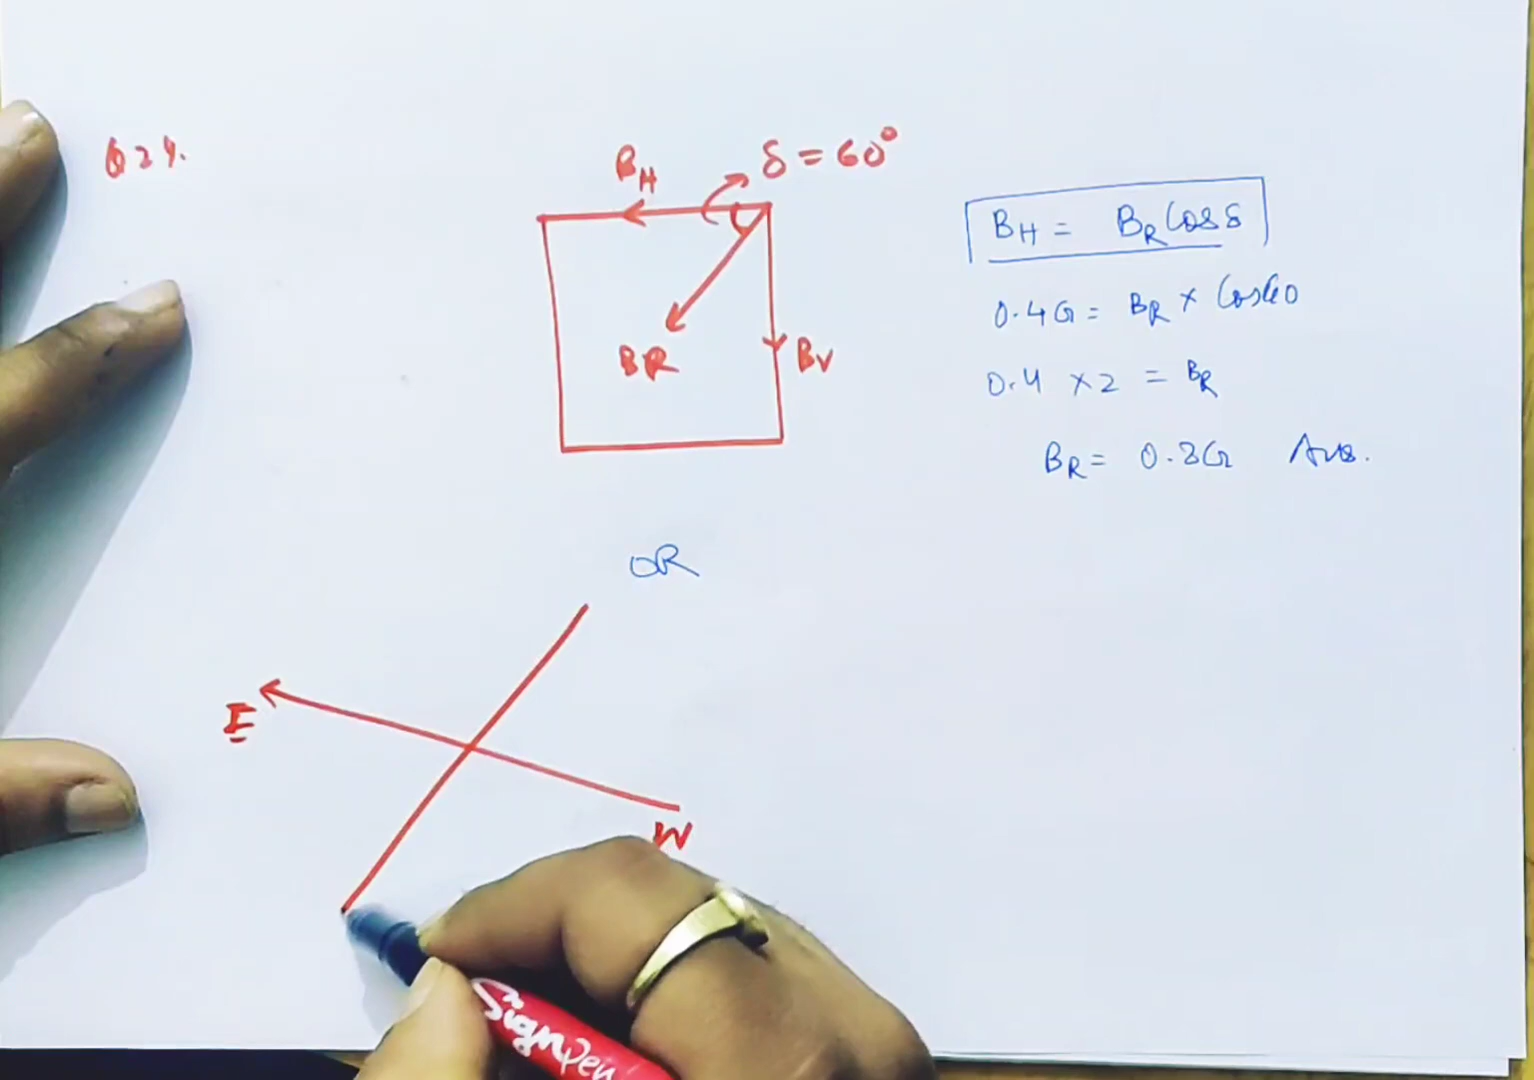 Q24.
BH
δ = 60°
BR
BV
BH = BR Cos δ
0.4G = BR × Cos60
0.4 × 2 = BR
BR = 0.8G Ans.
OR
E
W
Signpen